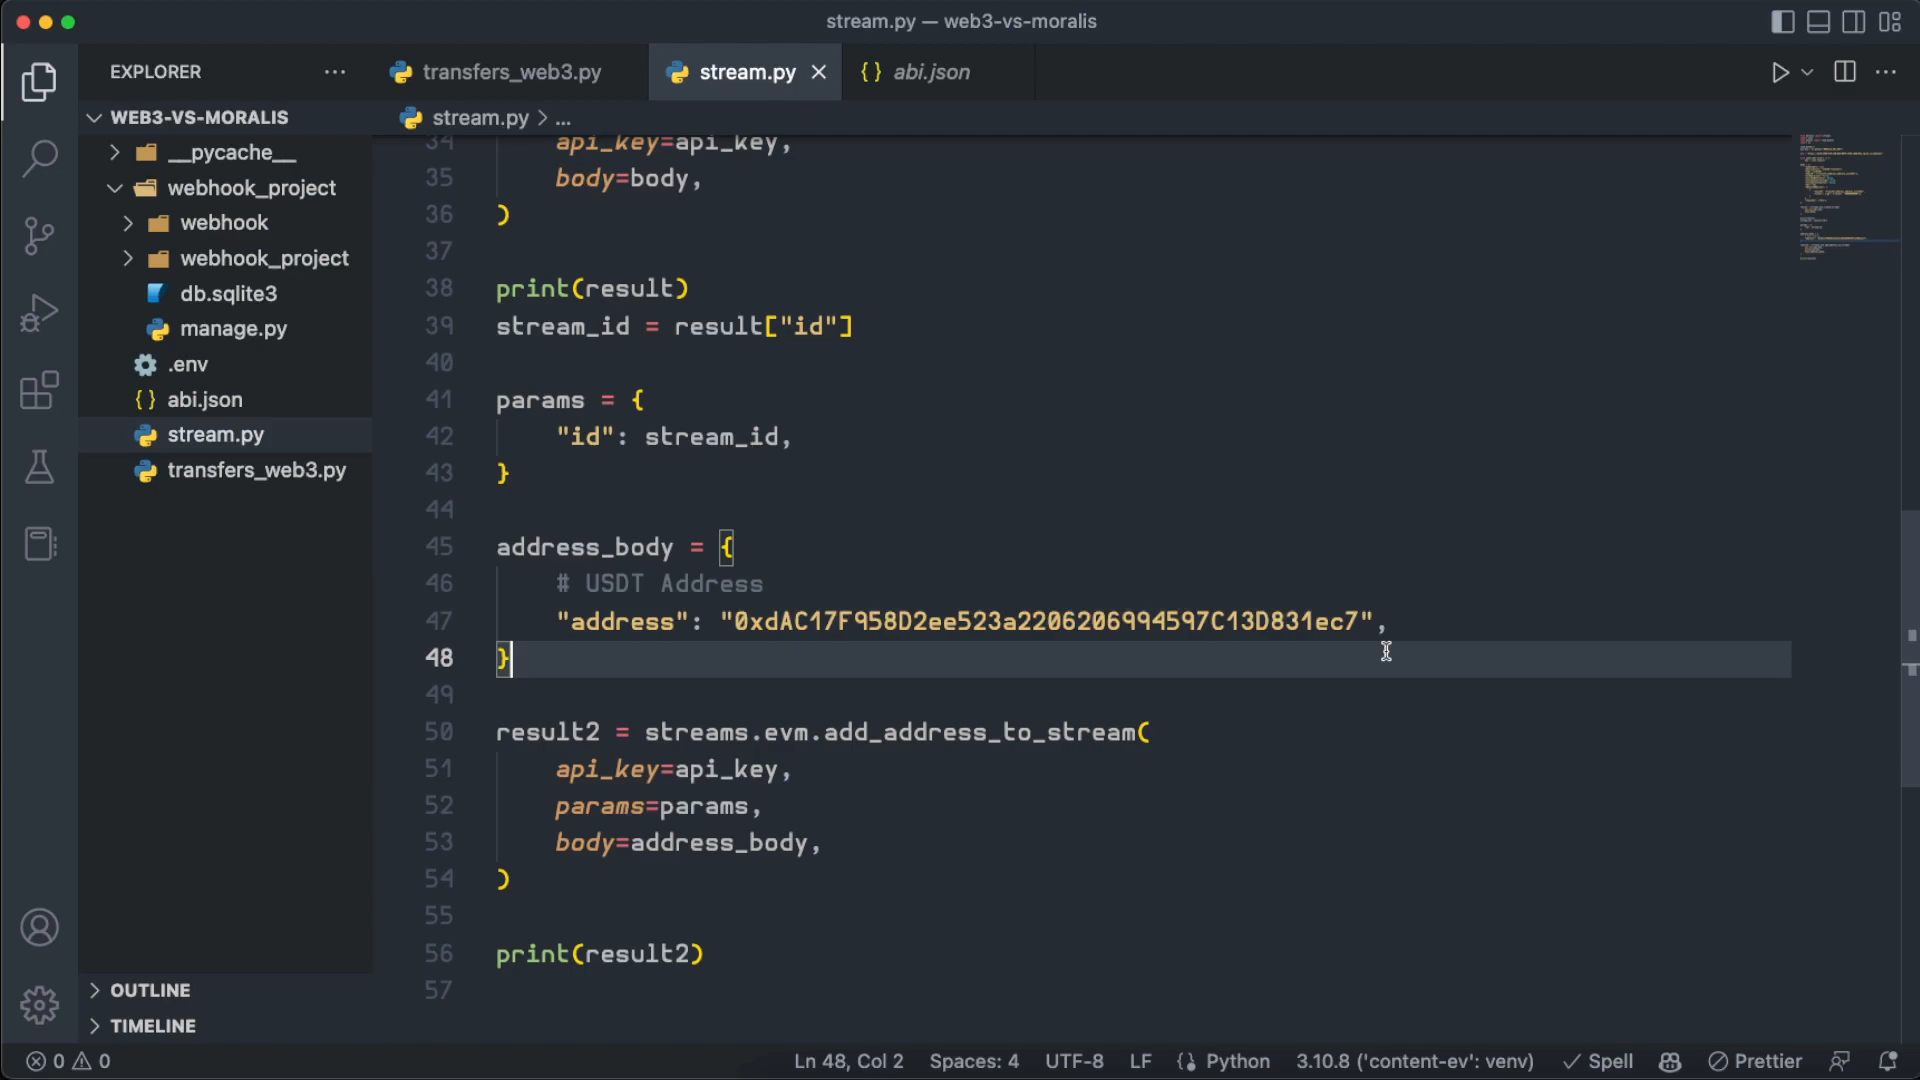 stream.py — web3-vs-moralis
EXPLORER
transfers_web3.py
stream.py
{ } abi.json
WEB3-VS-MORALIS
stream.py > ...
__pycache__
webhook_project
webhook
webhook_project
db.sqlite3
manage.py
.env
{ } abi.json
stream.py
transfers_web3.py
OUTLINE
TIMELINE
34 api_key=api_key,
35 body=body,
36 )
37
38 print(result)
39 stream_id = result["id"]
40
41 params = {
42 "id": stream_id,
43 }
44
45 address_body = {
46 # USDT Address
47 "address": "0xdAC17F958D2ee523a2206206994597C13D831ec7",
48 }
49
50 result2 = streams.evm.add_address_to_stream(
51 api_key=api_key,
52 params=params,
53 body=address_body,
54 )
55
56 print(result2)
57
0 0 Ln 48, Col 2 Spaces: 4 UTF-8 LF Python 3.10.8 ('content-ev': venv) Spell Prettier